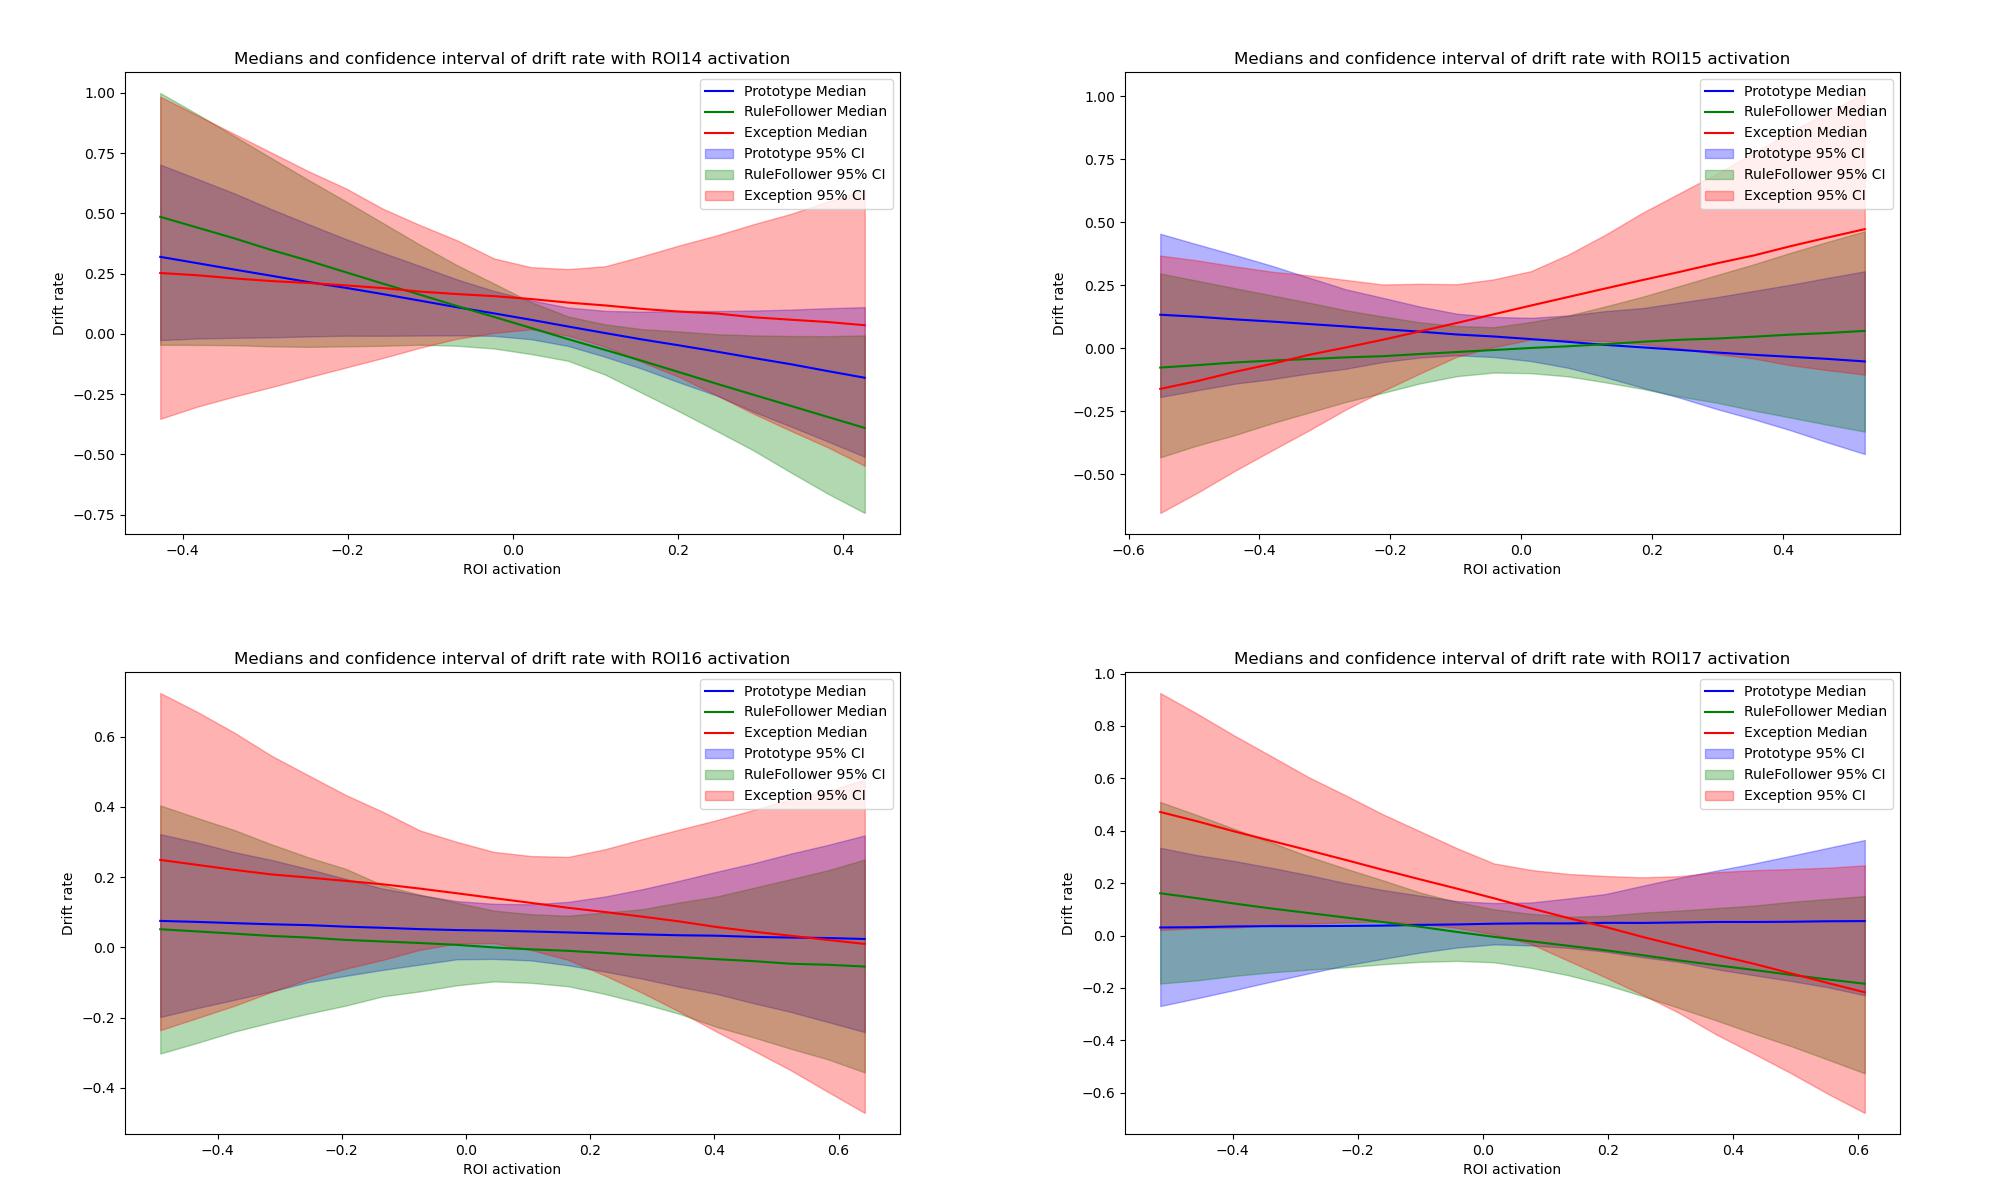 Medians and confidence interval of drift rate with ROI14 activation
Prototype Median
RuleFollower Median
Exception Median
Prototype 95% CI
RuleFollower 95% CI
Exception 95% CI
1.00
0.75
0.50
0.25
0.00
−0.25
−0.50
−0.75
Drift rate
−0.4
−0.2
0.0
0.2
0.4
ROI activation
Medians and confidence interval of drift rate with ROI15 activation
Prototype Median
RuleFollower Median
Exception Median
Prototype 95% CI
RuleFollower 95% CI
Exception 95% CI
1.00
0.75
0.50
0.25
0.00
−0.25
−0.50
Drift rate
−0.6
−0.4
−0.2
0.0
0.2
0.4
ROI activation
Medians and confidence interval of drift rate with ROI16 activation
Prototype Median
RuleFollower Median
Exception Median
Prototype 95% CI
RuleFollower 95% CI
Exception 95% CI
0.6
0.4
0.2
0.0
−0.2
−0.4
Drift rate
−0.4
−0.2
0.0
0.2
0.4
0.6
ROI activation
Medians and confidence interval of drift rate with ROI17 activation
Prototype Median
RuleFollower Median
Exception Median
Prototype 95% CI
RuleFollower 95% CI
Exception 95% CI
1.0
0.8
0.6
0.4
0.2
0.0
−0.2
−0.4
−0.6
Drift rate
−0.4
−0.2
0.0
0.2
0.4
0.6
ROI activation